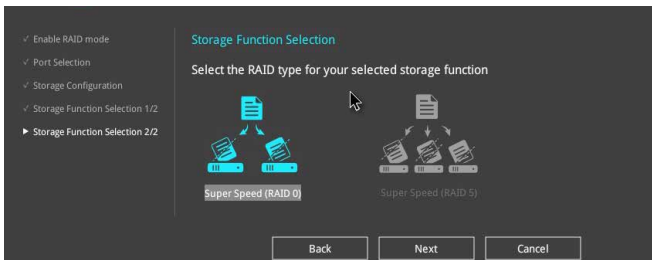 √ Enable RAID mode
√ Port Selection
√ Storage Configuration
√ Storage Function Selection 1/2
▶ Storage Function Selection 2/2
Storage Function Selection
Select the RAID type for your selected storage function
Super Speed (RAID 0)
Super Speed (RAID 5)
Back
Next
Cancel